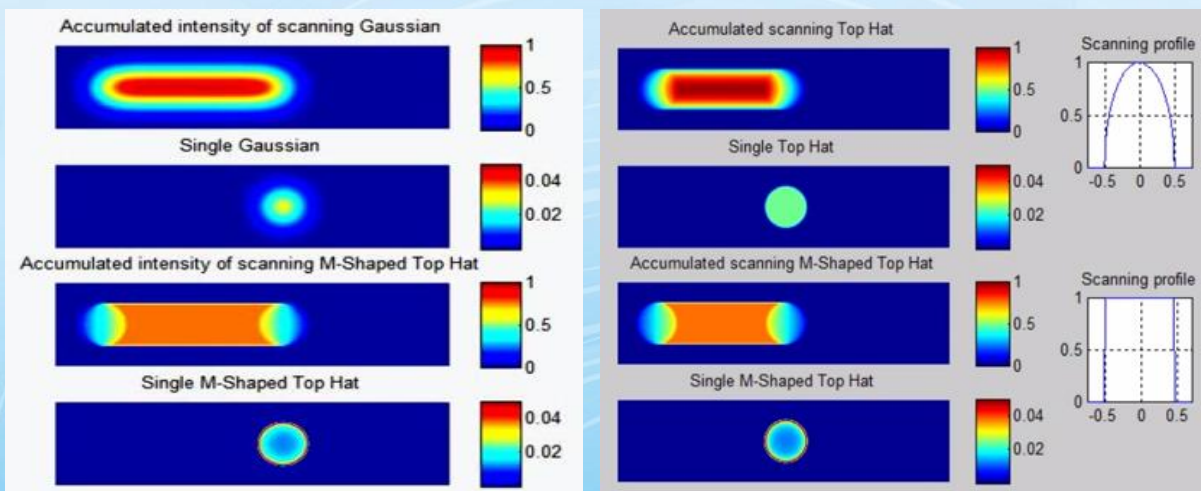 Accumulated intensity of scanning Gaussian
1
0.5
0
Single Gaussian
0.04
0.02
Accumulated intensity of scanning M-Shaped Top Hat
1
0.5
0
Single M-Shaped Top Hat
0.04
0.02
Accumulated scanning Top Hat
1
0.5
0
Scanning profile
1
0.5
0
-0.5 0 0.5
Single Top Hat
0.04
0.02
Accumulated scanning M-Shaped Top Hat
1
0.5
0
Scanning profile
1
0.5
0
-0.5 0 0.5
Single M-Shaped Top Hat
0.04
0.02